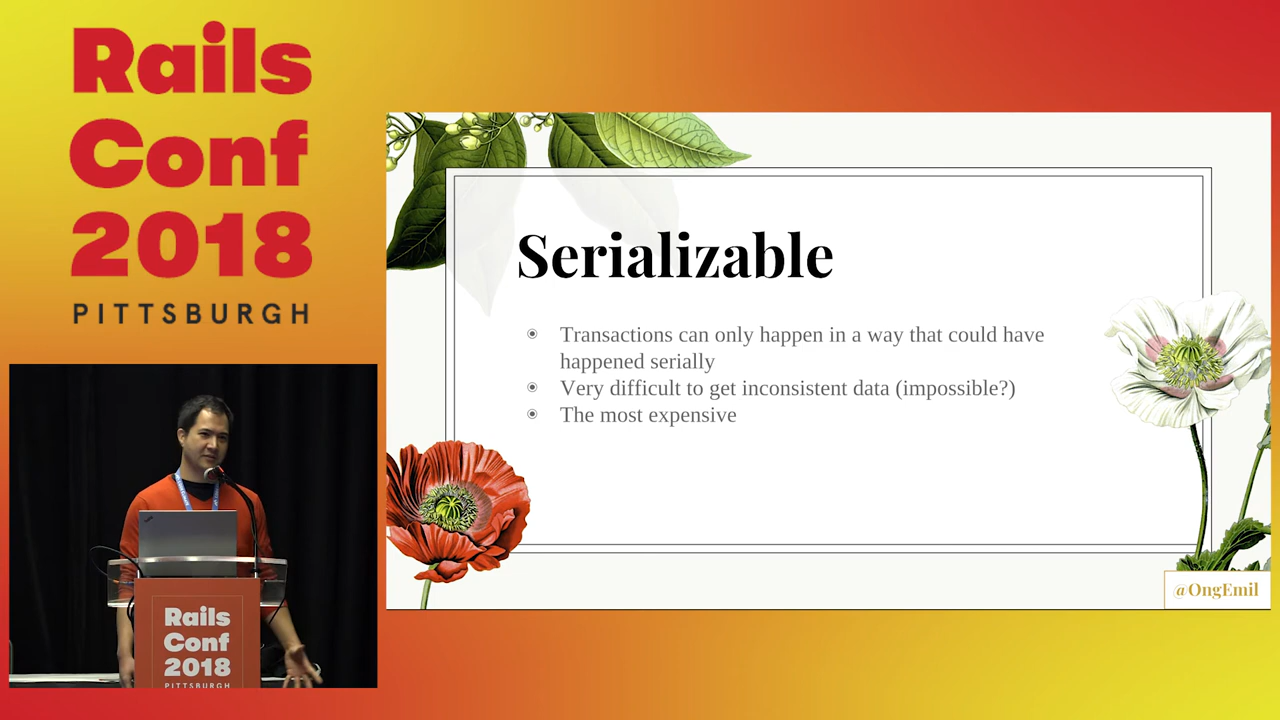 Rails
Conf
2018
PITTSBURGH
Serializable
Transactions can only happen in a way that could have
happened serially
Very difficult to get inconsistent data (impossible?)
The most expensive
@OngEmil
Rails
Conf
2018
PITTSBURGH